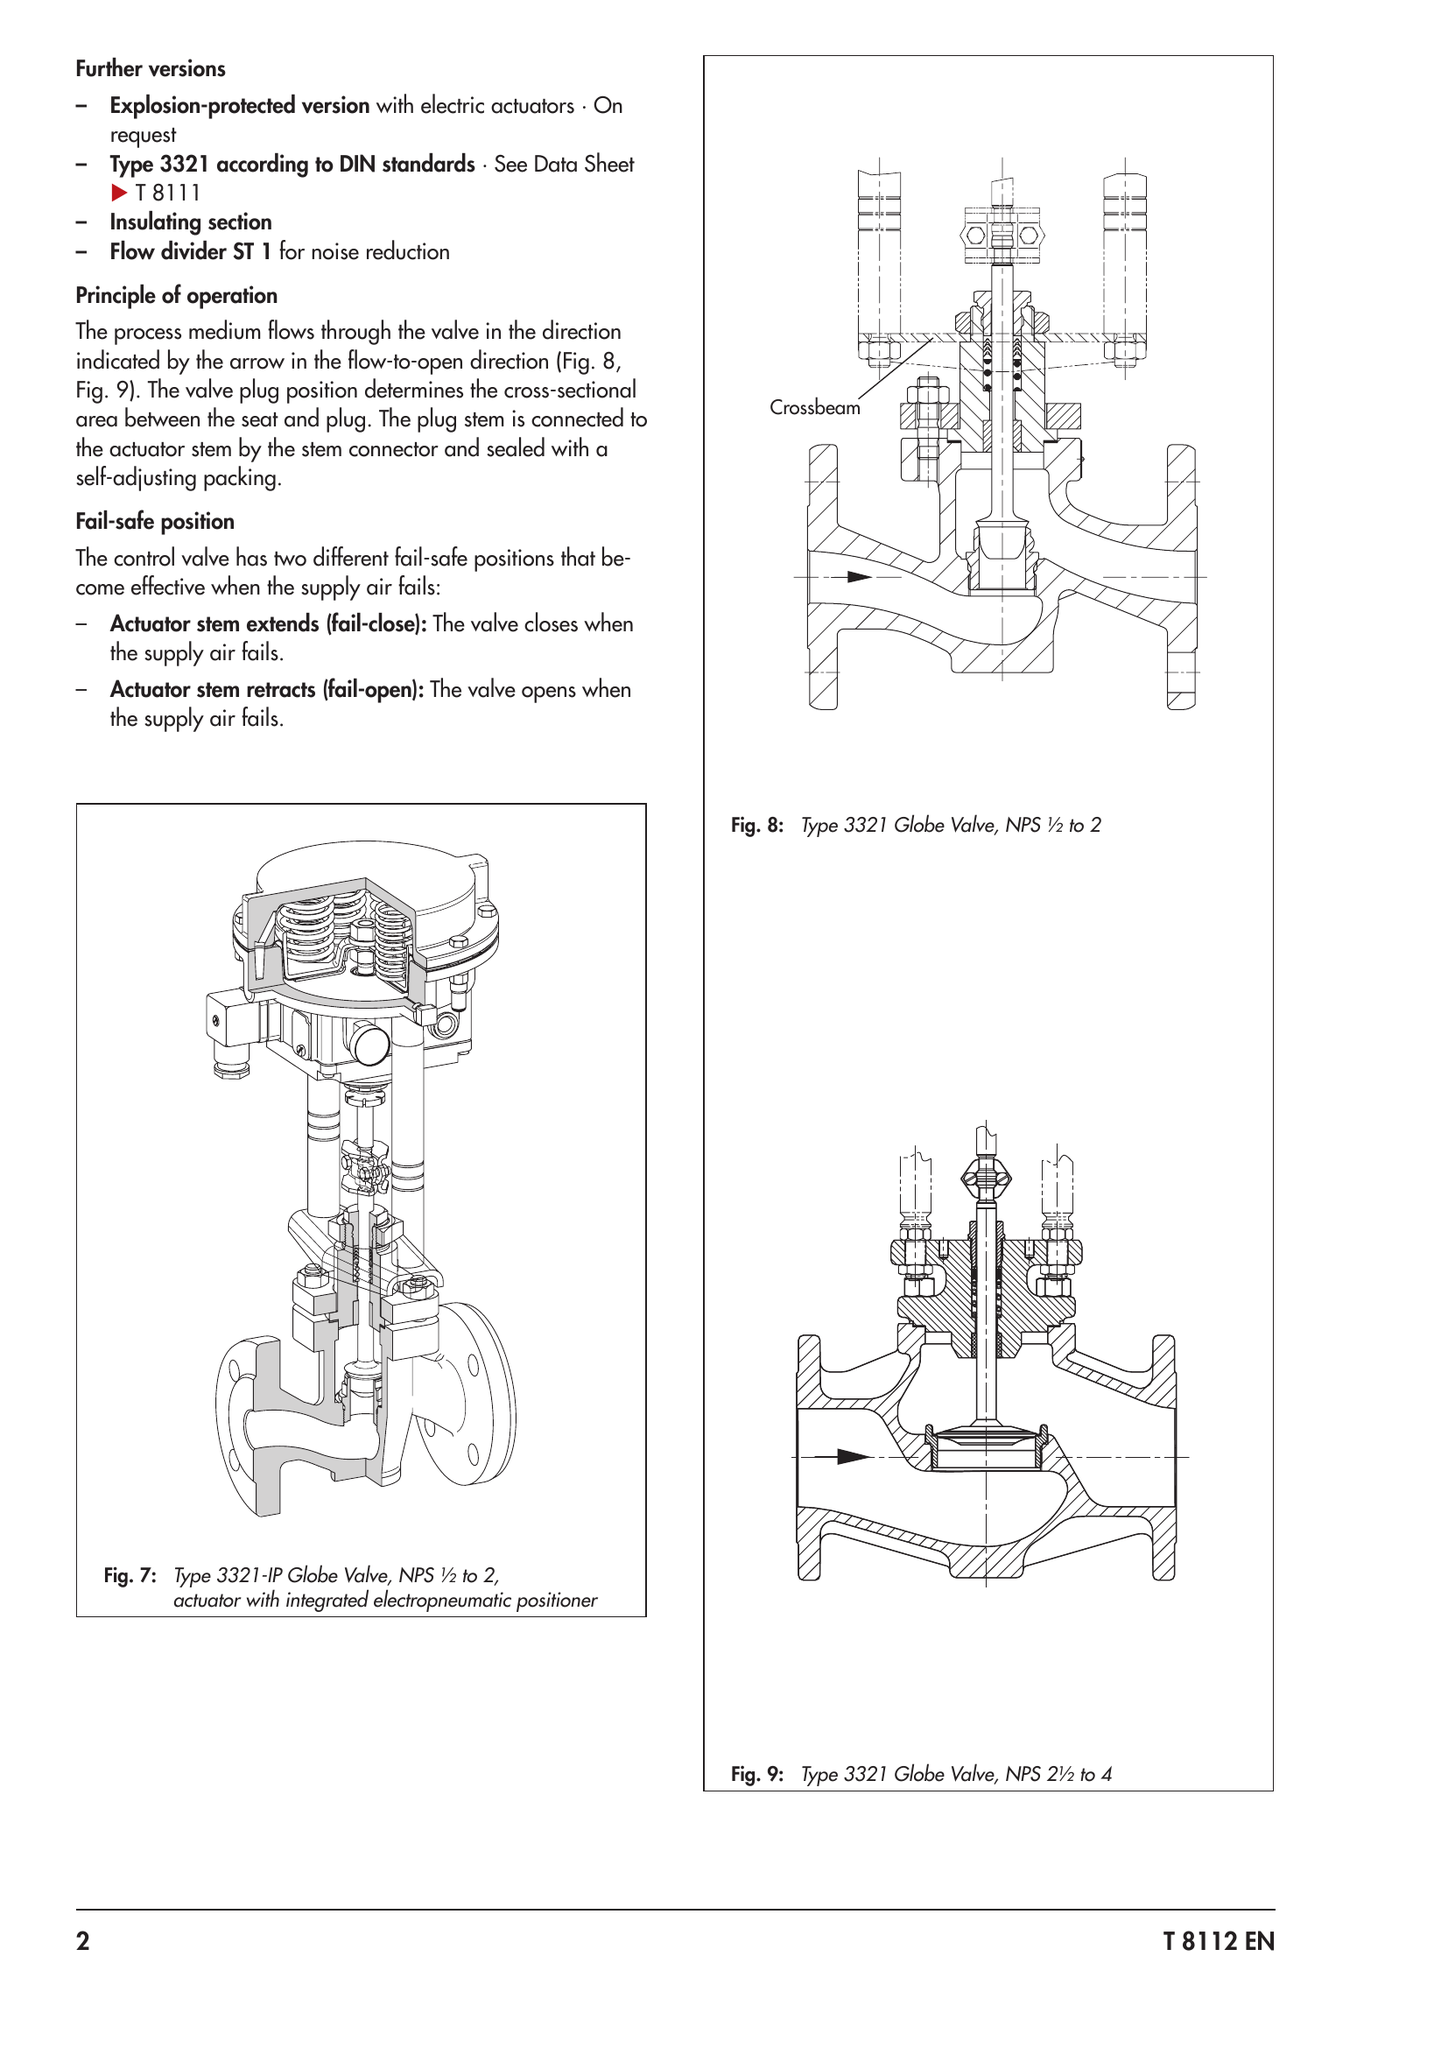 Further versions
– Explosion-protected version with electric actuators · On
request
– Type 3321 according to DIN standards · See Data Sheet
▶ T 8111
– Insulating section
– Flow divider ST 1 for noise reduction
Principle of operation
The process medium flows through the valve in the direction
indicated by the arrow in the flow-to-open direction (Fig. 8,
Fig. 9). The valve plug position determines the cross-sectional
area between the seat and plug. The plug stem is connected to
the actuator stem by the stem connector and sealed with a
self-adjusting packing.
Fail-safe position
The control valve has two different fail-safe positions that be-
come effective when the supply air fails:
– Actuator stem extends (fail-close): The valve closes when
the supply air fails.
– Actuator stem retracts (fail-open): The valve opens when
the supply air fails.
Fig. 7: Type 3321-IP Globe Valve, NPS ½ to 2,
actuator with integrated electropneumatic positioner
Crossbeam
Fig. 8: Type 3321 Globe Valve, NPS ½ to 2
Fig. 9: Type 3321 Globe Valve, NPS 2½ to 4
2
T 8112 EN